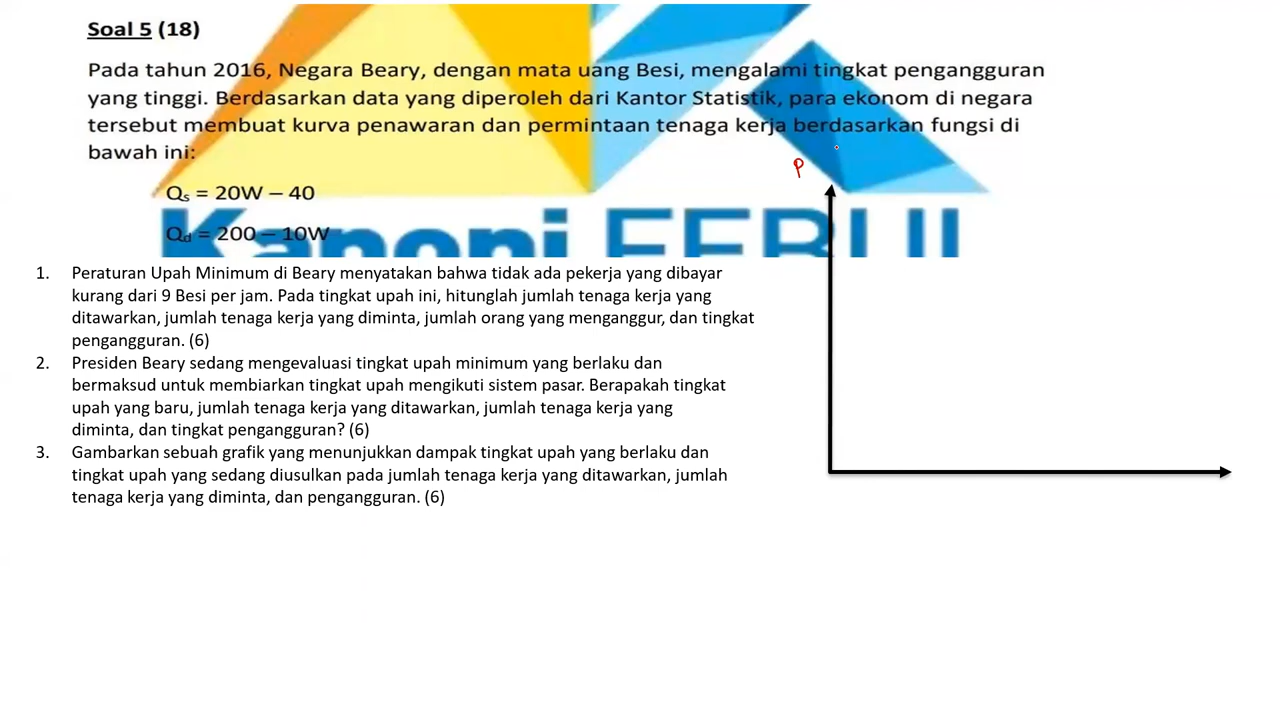 Soal 5 (18)
Pada tahun 2016, Negara Beary, dengan mata uang Besi, mengalami tingkat pengangguran
yang tinggi. Berdasarkan data yang diperoleh dari Kantor Statistik, para ekonom di negara
tersebut membuat kurva penawaran dan permintaan tenaga kerja berdasarkan fungsi di
bawah ini:
P
Qs = 20W – 40
Qd = 200 – 10W
Kanopi FEBUI
1. Peraturan Upah Minimum di Beary menyatakan bahwa tidak ada pekerja yang dibayar
kurang dari 9 Besi per jam. Pada tingkat upah ini, hitunglah jumlah tenaga kerja yang
ditawarkan, jumlah tenaga kerja yang diminta, jumlah orang yang menganggur, dan tingkat
pengangguran. (6)
2. Presiden Beary sedang mengevaluasi tingkat upah minimum yang berlaku dan
bermaksud untuk membiarkan tingkat upah mengikuti sistem pasar. Berapakah tingkat
upah yang baru, jumlah tenaga kerja yang ditawarkan, jumlah tenaga kerja yang
diminta, dan tingkat pengangguran? (6)
3. Gambarkan sebuah grafik yang menunjukkan dampak tingkat upah yang berlaku dan
tingkat upah yang sedang diusulkan pada jumlah tenaga kerja yang ditawarkan, jumlah
tenaga kerja yang diminta, dan pengangguran. (6)